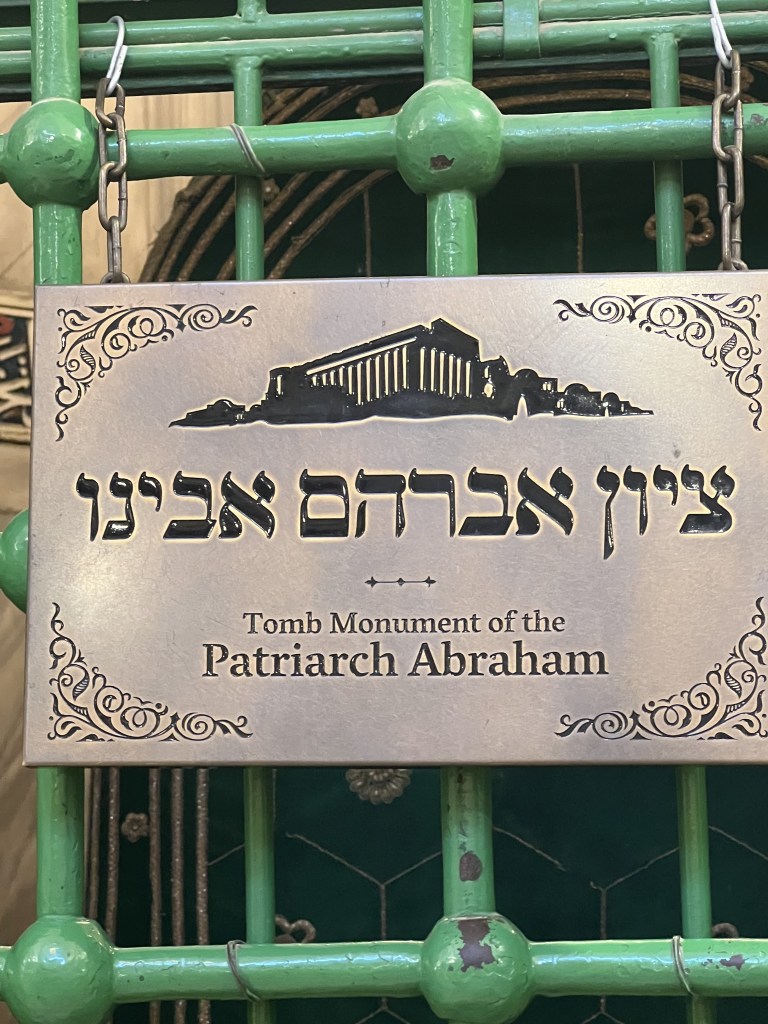 ציון אברהם אבינו
Tomb Monument of the
Patriarch Abraham